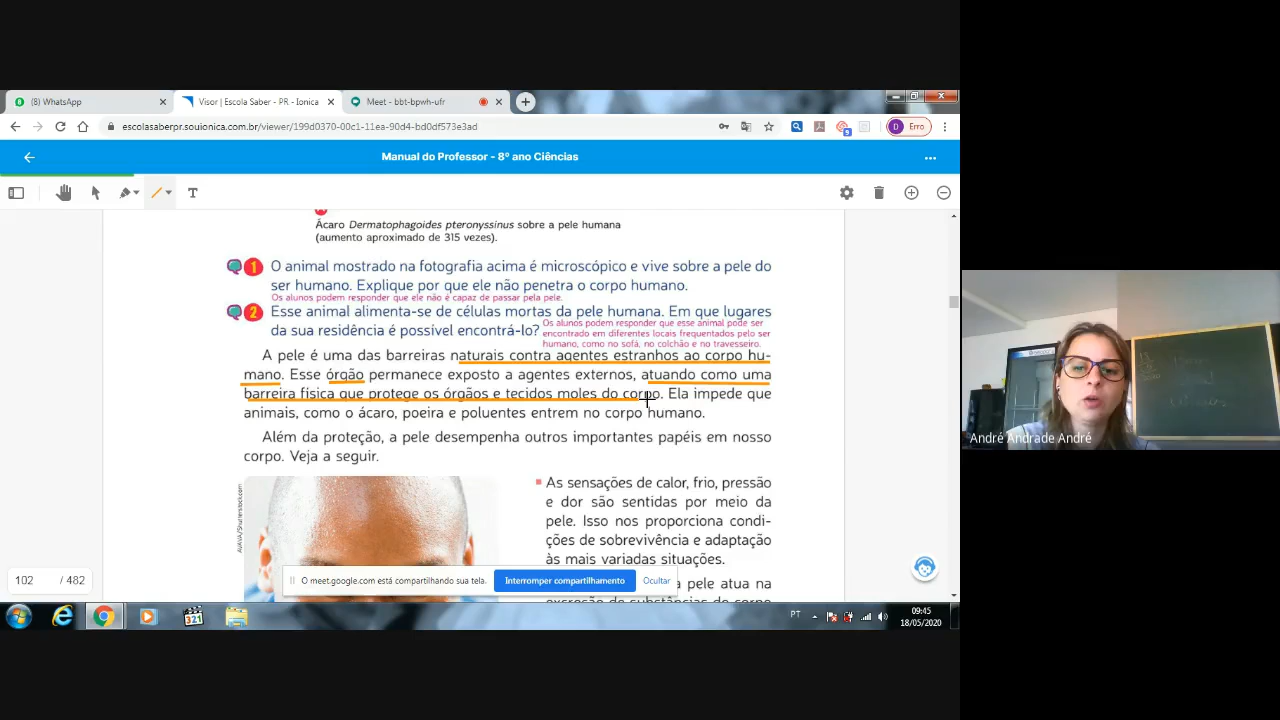 (8) WhatsApp
Visor | Escola Saber - PR - Ionica
Meet - bbt-bpwh-ufr
escolasaberpr.souionica.com.br/viewer/199d0370-00c1-11ea-90d4-bd0df573e3ad
D Erro
Manual do Professor - 8º ano Ciências
T
Ácaro Dermatophagoides pteronyssinus sobre a pele humana
(aumento aproximado de 315 vezes).
1 O animal mostrado na fotografia acima é microscópico e vive sobre a pele do
ser humano. Explique por que ele não penetra o corpo humano.
Os alunos podem responder que ele não é capaz de passar pela pele.
2 Esse animal alimenta-se de células mortas da pele humana. Em que lugares
da sua residência é possível encontrá-lo?
Os alunos podem responder que esse animal pode ser
encontrado em diferentes locais frequentados pelo ser
humano, como no sofá, no colchão e no travesseiro.
A pele é uma das barreiras naturais contra agentes estranhos ao corpo hu-
mano. Esse órgão permanece exposto a agentes externos, atuando como uma
barreira física que protege os órgãos e tecidos moles do corpo. Ela impede que
animais, como o ácaro, poeira e poluentes entrem no corpo humano.
Além da proteção, a pele desempenha outros importantes papéis em nosso
corpo. Veja a seguir.
AVAVA/Shutterstock.com
As sensações de calor, frio, pressão
e dor são sentidas por meio da
pele. Isso nos proporciona condi-
ções de sobrevivência e adaptação
às mais variadas situações.
a pele atua na
excreção de substâncias do corpo
102 / 482
O meet.google.com está compartilhando sua tela.
Interromper compartilhamento
Ocultar
321
PT
09:45
18/05/2020
André Andrade André